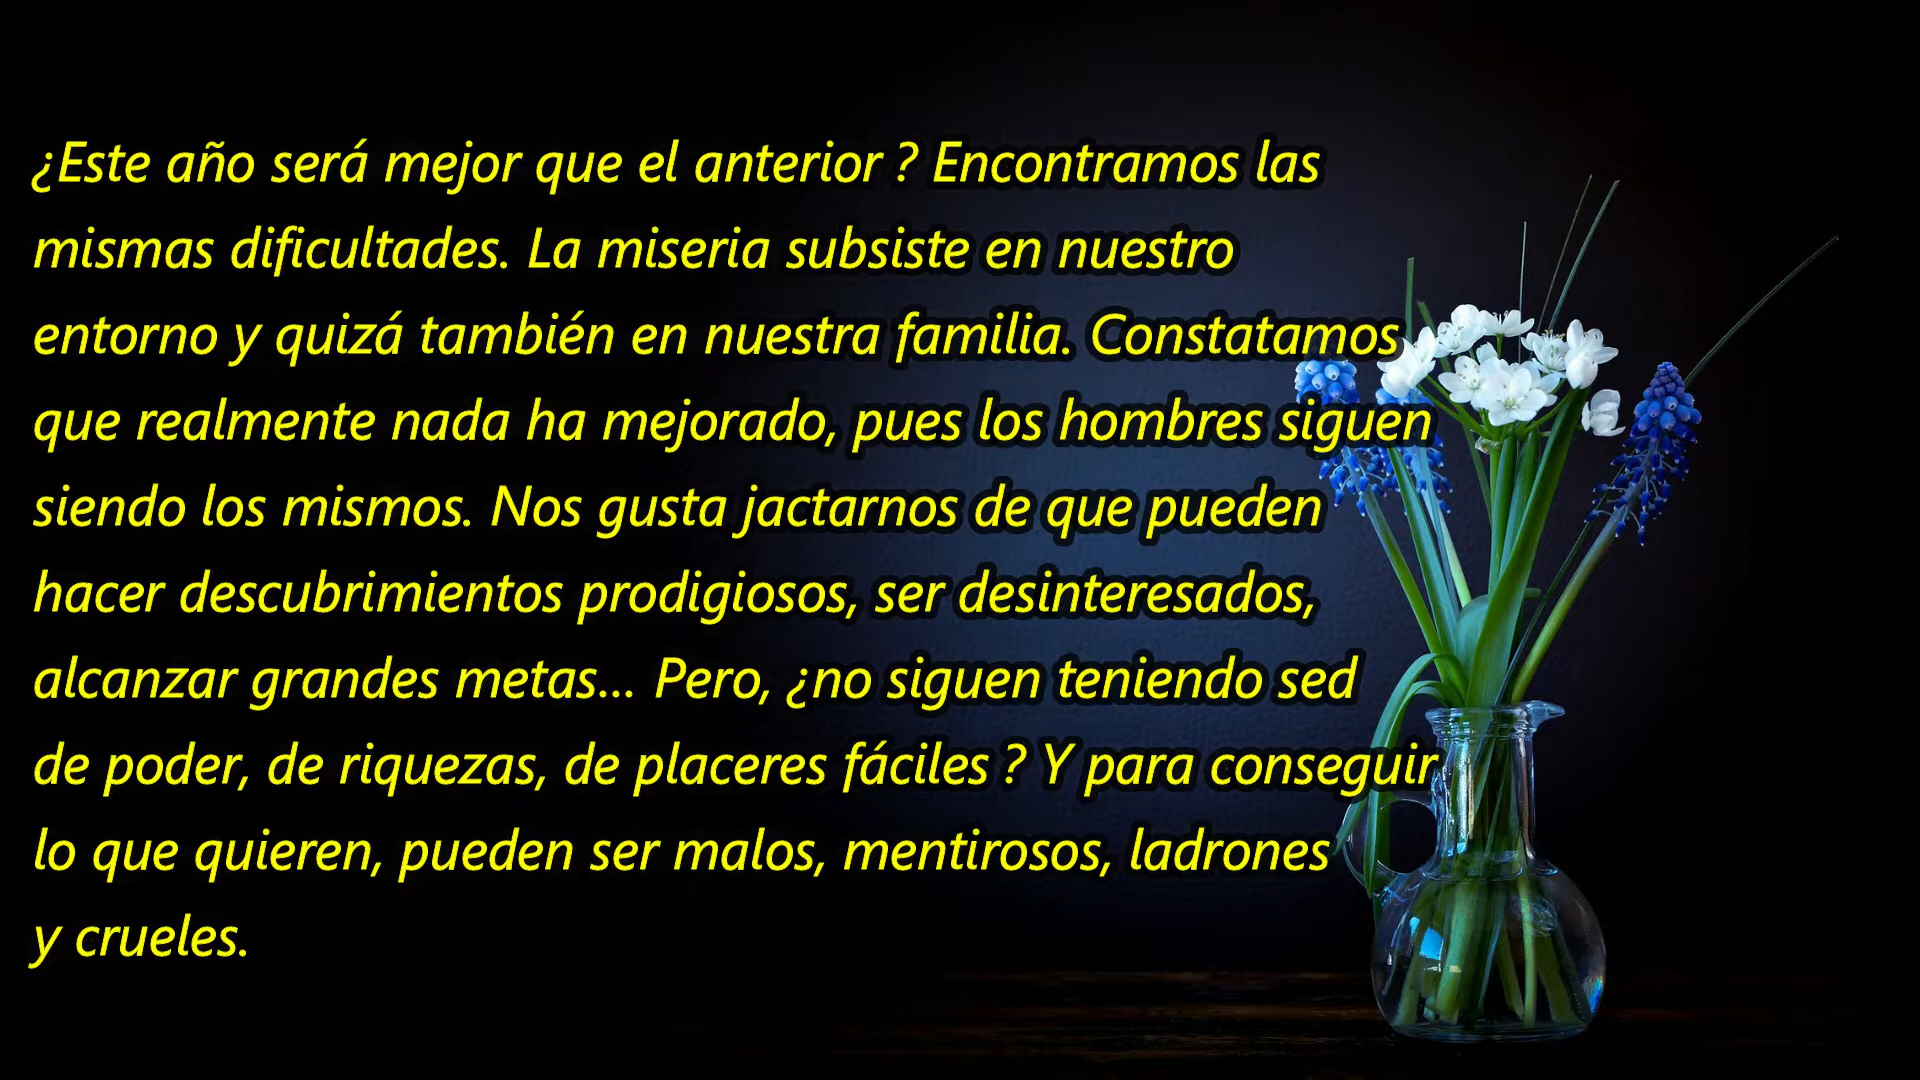 ¿Este año será mejor que el anterior ? Encontramos las
mismas dificultades. La miseria subsiste en nuestro
entorno y quizá también en nuestra familia. Constatamos
que realmente nada ha mejorado, pues los hombres siguen
siendo los mismos. Nos gusta jactarnos de que pueden
hacer descubrimientos prodigiosos, ser desinteresados,
alcanzar grandes metas... Pero, ¿no siguen teniendo sed
de poder, de riquezas, de placeres fáciles ? Y para conseguir
lo que quieren, pueden ser malos, mentirosos, ladrones
y crueles.